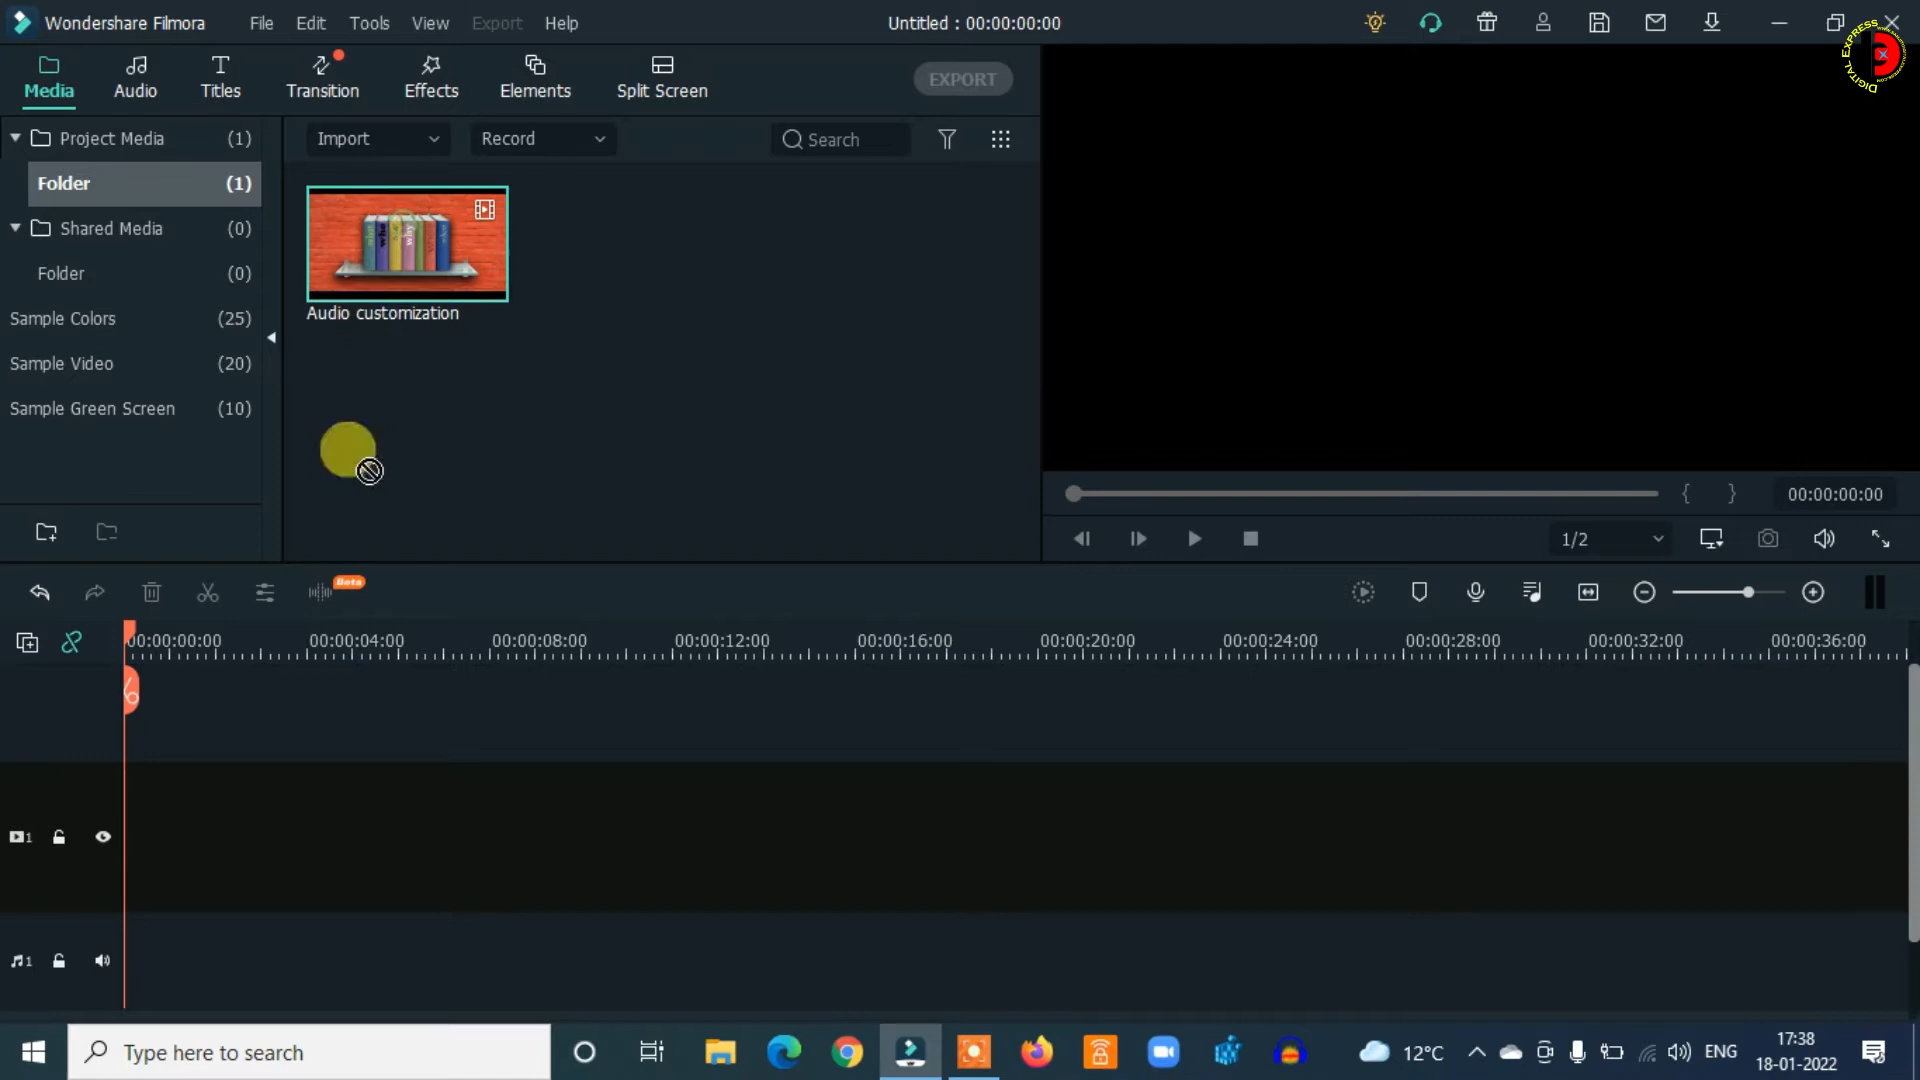 Wondershare Filmora
File
Edit
Tools
View
Export
Help
Untitled : 00:00:00:00
DIGITAL EXPRESS
Media
Audio
Titles
Transition
Effects
Elements
Split Screen
EXPORT
Project Media (1)
Folder (1)
Shared Media (0)
Folder (0)
Sample Colors (25)
Sample Video (20)
Sample Green Screen (10)
Import
Record
Search
Audio customization
00:00:00:00
1/2
Beta
00:00:00:00
00:00:04:00
00:00:08:00
00:00:12:00
00:00:16:00
00:00:20:00
00:00:24:00
00:00:28:00
00:00:32:00
00:00:36:00
1
1
Type here to search
12°C
ENG
17:38
18-01-2022